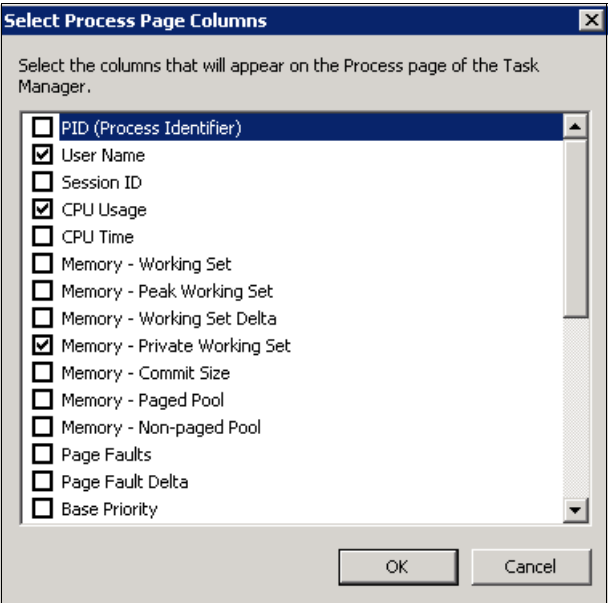 Select Process Page Columns
Select the columns that will appear on the Process page of the Task
Manager.
PID (Process Identifier)
User Name
Session ID
CPU Usage
CPU Time
Memory - Working Set
Memory - Peak Working Set
Memory - Working Set Delta
Memory - Private Working Set
Memory - Commit Size
Memory - Paged Pool
Memory - Non-paged Pool
Page Faults
Page Fault Delta
Base Priority
OK Cancel